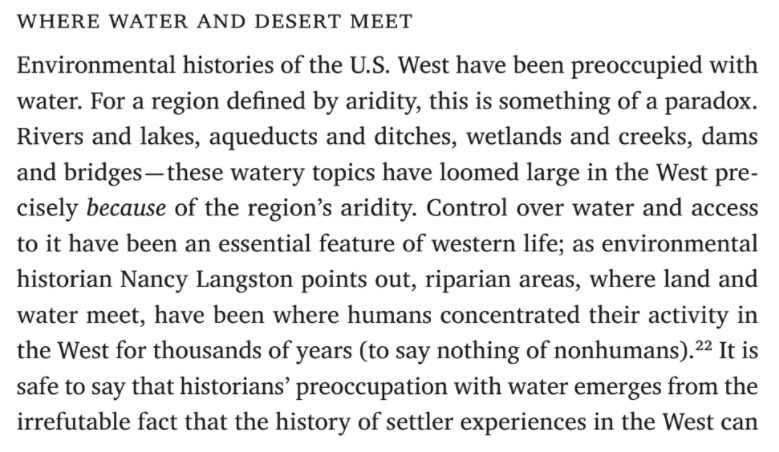 WHERE WATER AND DESERT MEET
Environmental histories of the U.S. West have been preoccupied with
water. For a region defined by aridity, this is something of a paradox.
Rivers and lakes, aqueducts and ditches, wetlands and creeks, dams
and bridges—these watery topics have loomed large in the West pre-
cisely because of the region’s aridity. Control over water and access
to it have been an essential feature of western life; as environmental
historian Nancy Langston points out, riparian areas, where land and
water meet, have been where humans concentrated their activity in
the West for thousands of years (to say nothing of nonhumans).²² It is
safe to say that historians’ preoccupation with water emerges from the
irrefutable fact that the history of settler experiences in the West can